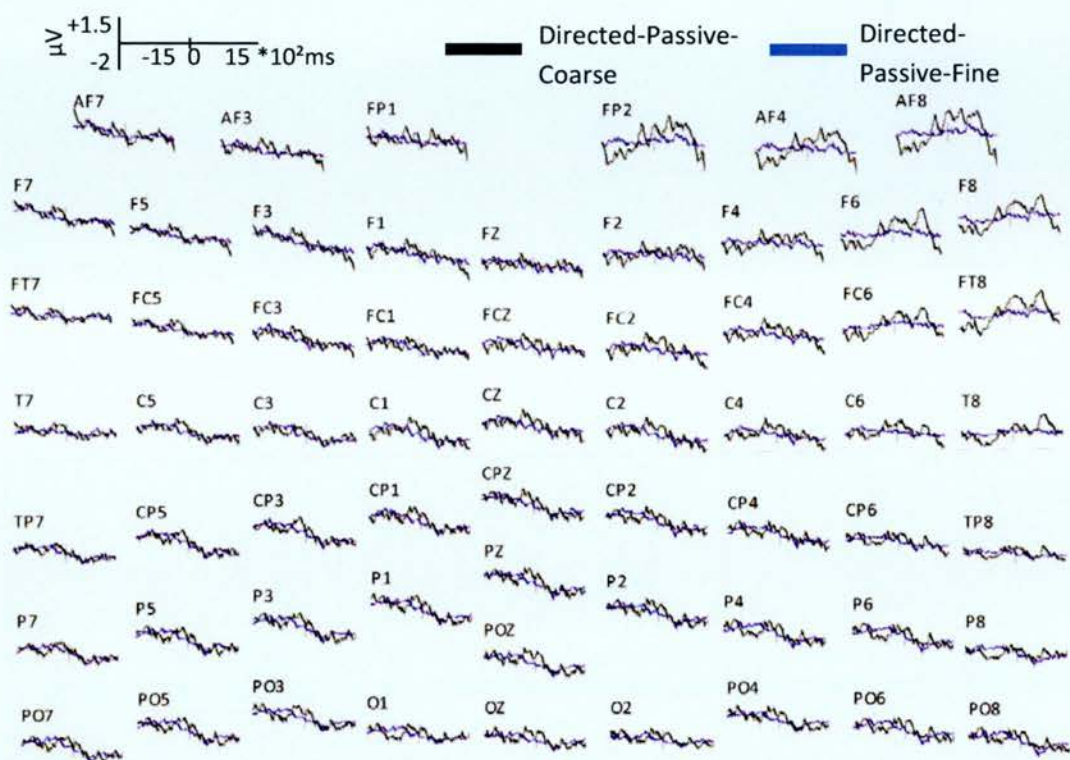 µV
+1.5
-2
-15 0 15 *10²ms
Directed-Passive-
Coarse
Directed-
Passive-Fine
AF7 AF3 FP1 FP2 AF4 AF8
F7 F5 F3 F1 FZ F2 F4 F6 F8
FT7 FC5 FC3 FC1 FCZ FC2 FC4 FC6 FT8
T7 C5 C3 C1 CZ C2 C4 C6 T8
TP7 CP5 CP3 CP1 CPZ CP2 CP4 CP6 TP8
P7 P5 P3 P1 PZ P2 P4 P6 P8
POZ
PO7 PO5 PO3 O1 OZ O2 PO4 PO6 PO8